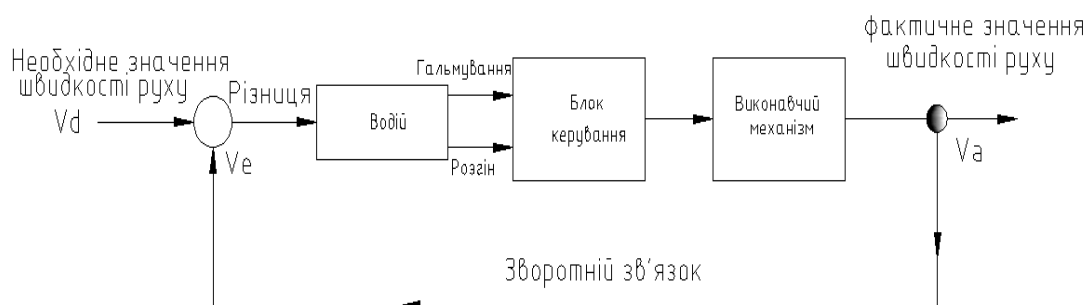 Необхідне значення
швидкості руху
Vd
Різниця
Ve
Водій
Гальмування
Розгін
Блок
керування
Виконавчий
механізм
фактичне значення
швидкості руху
Va
Зворотній зв'язок